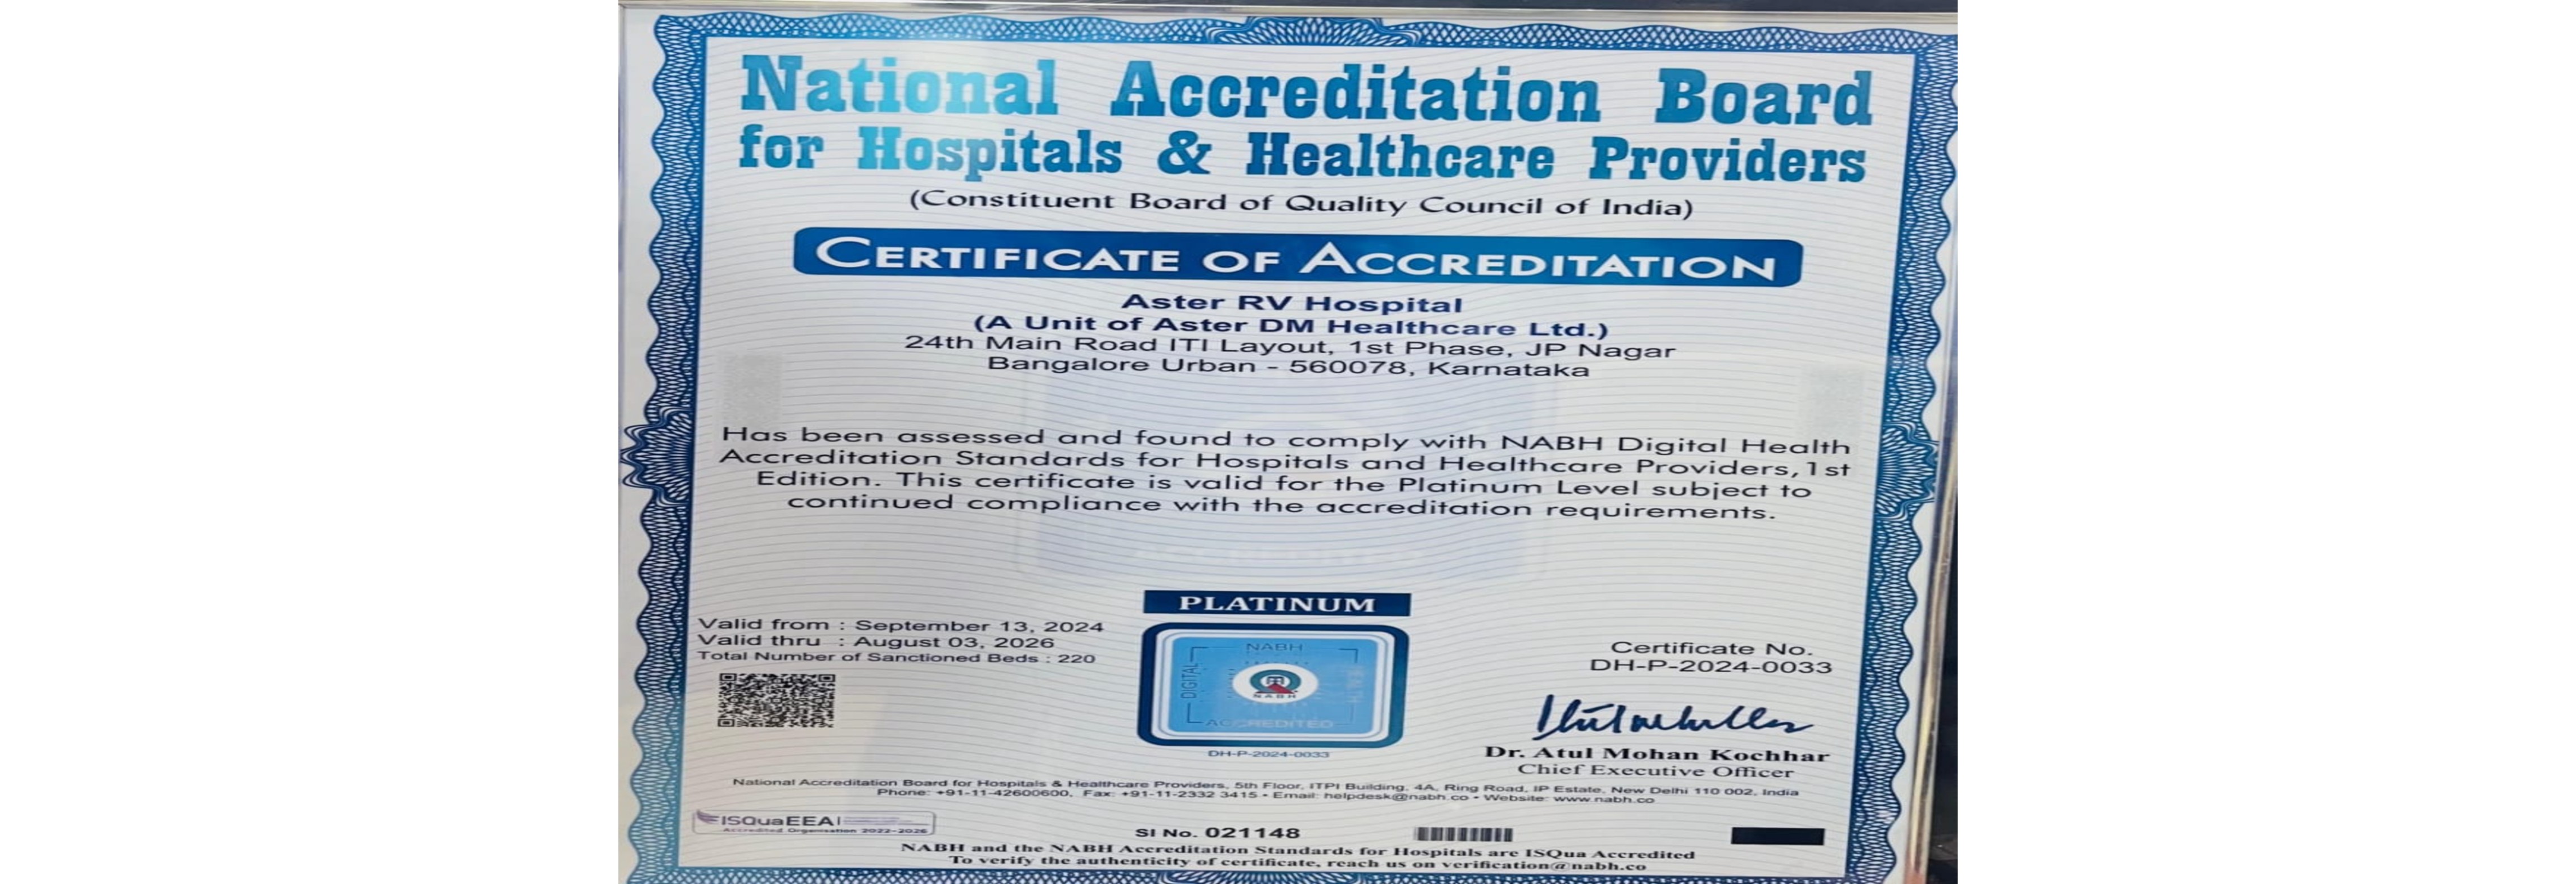 National Accreditation Board
for Hospitals & Healthcare Providers
(Constituent Board of Quality Council of India)
CERTIFICATE OF ACCREDITATION
Aster RV Hospital
(A Unit of Aster DM Healthcare Ltd.)
24th Main Road ITI Layout, 1st Phase, JP Nagar
Bangalore Urban - 560078, Karnataka
Has been assessed and found to comply with NABH Digital Health
Accreditation Standards for Hospitals and Healthcare Providers,1st
Edition. This certificate is valid for the Platinum Level subject to
continued compliance with the accreditation requirements.
PLATINUM
Valid from : September 13, 2024
Valid thru : August 03, 2026
Total Number of Sanctioned Beds : 220
NABH
DIGITAL
NABH
ACCREDITED
DH-P-2024-0033
Certificate No.
DH-P-2024-0033
Dr. Atul Mohan Kochhar
Chief Executive Officer
National Accreditation Board for Hospitals & Healthcare Providers, 5th Floor, ITPI Building, 4A, Ring Road, IP Estate, New Delhi 110 002, India
Phone: +91-11-42600600, Fax: +91-11-2332 3415 • Email: helpdesk@nabh.co • Website: www.nabh.co
ISQuaEEA
Accredited Organisation 2022-2026
SI No. 021148
NABH and the NABH Accreditation Standards for Hospitals are ISQua Accredited
To verify the authenticity of certificate, reach us on verification@nabh.co